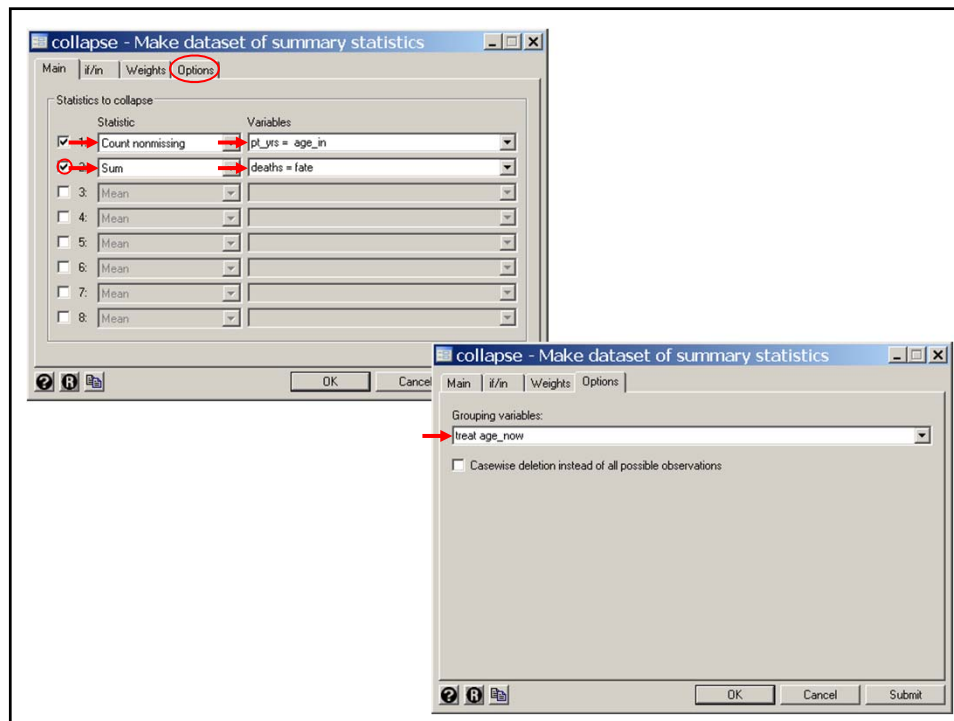 collapse - Make dataset of summary statistics
Main if/in Weights Options
Statistics to collapse
Statistic Variables
Count nonmissing pt_yrs = age_in
Sum deaths = fate
3: Mean
4: Mean
5: Mean
6: Mean
7: Mean
8: Mean
OK Cancel
collapse - Make dataset of summary statistics
Main if/in Weights Options
Grouping variables:
treat age_now
Casewise deletion instead of all possible observations
? R OK Cancel Submit